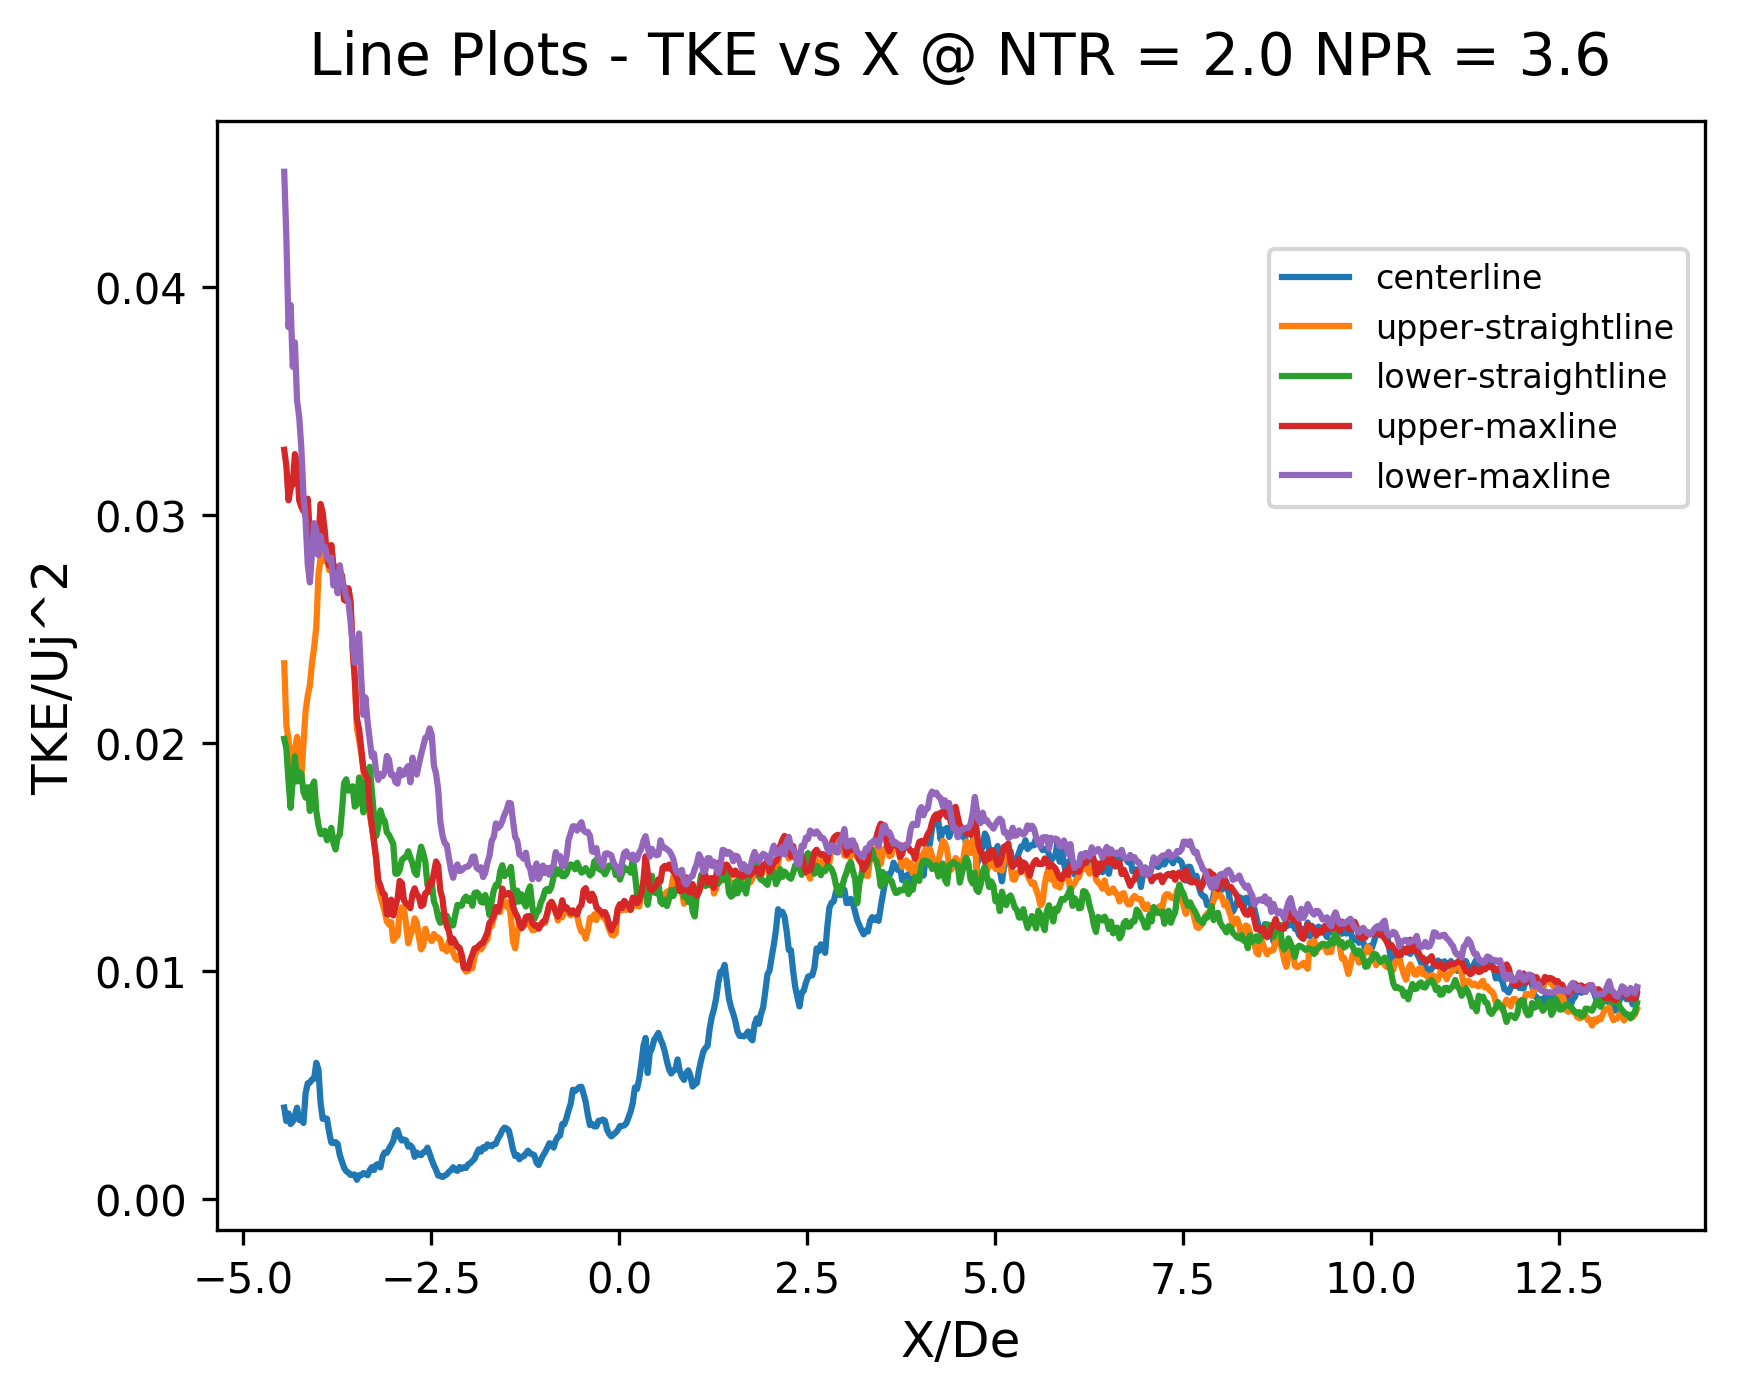 Line Plots - TKE vs X @ NTR = 2.0 NPR = 3.6
TKE/Uj^2
0.04
0.03
0.02
0.01
0.00
centerline
upper-straightline
lower-straightline
upper-maxline
lower-maxline
−5.0 −2.5 0.0 2.5 5.0 7.5 10.0 12.5
X/De